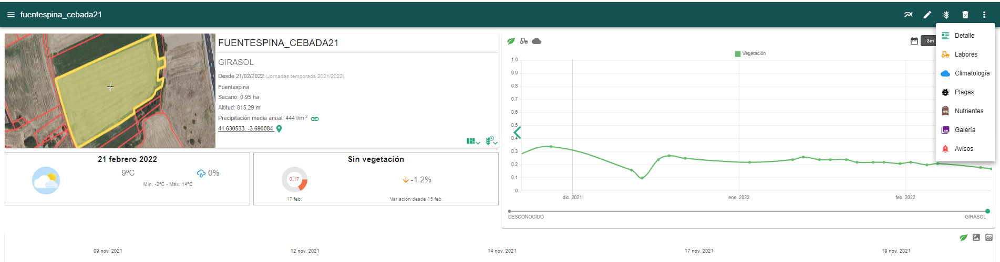 fuentespina_cebada21
FUENTESPINA_CEBADA21
GIRASOL
Desde 21/02/2022 (Jornadas temporada 2021/2022)
Fuentespina
Secano: 0,95 ha
Altitud: 815,29 m
Precipitación media anual: 444 l/m 2
41.630533, -3.690084
21 febrero 2022
9ºC
0%
Mín: -2ºC - Máx: 14ºC
Sin vegetación
0,17
17 feb.
-1.2%
Variación desde 15 feb.
3m
Vegetación
1.0
0.9
0.8
0.7
0.6
0.5
0.4
0.3
0.2
0.1
0
dic. 2021
ene. 2022
feb. 2022
DESCONOCIDO
GIRASOL
Detalle
Labores
Climatología
Plagas
NPK
Nutrientes
Galería
Avisos
09 nov. 2021
12 nov. 2021
14 nov. 2021
17 nov. 2021
19 nov. 2021